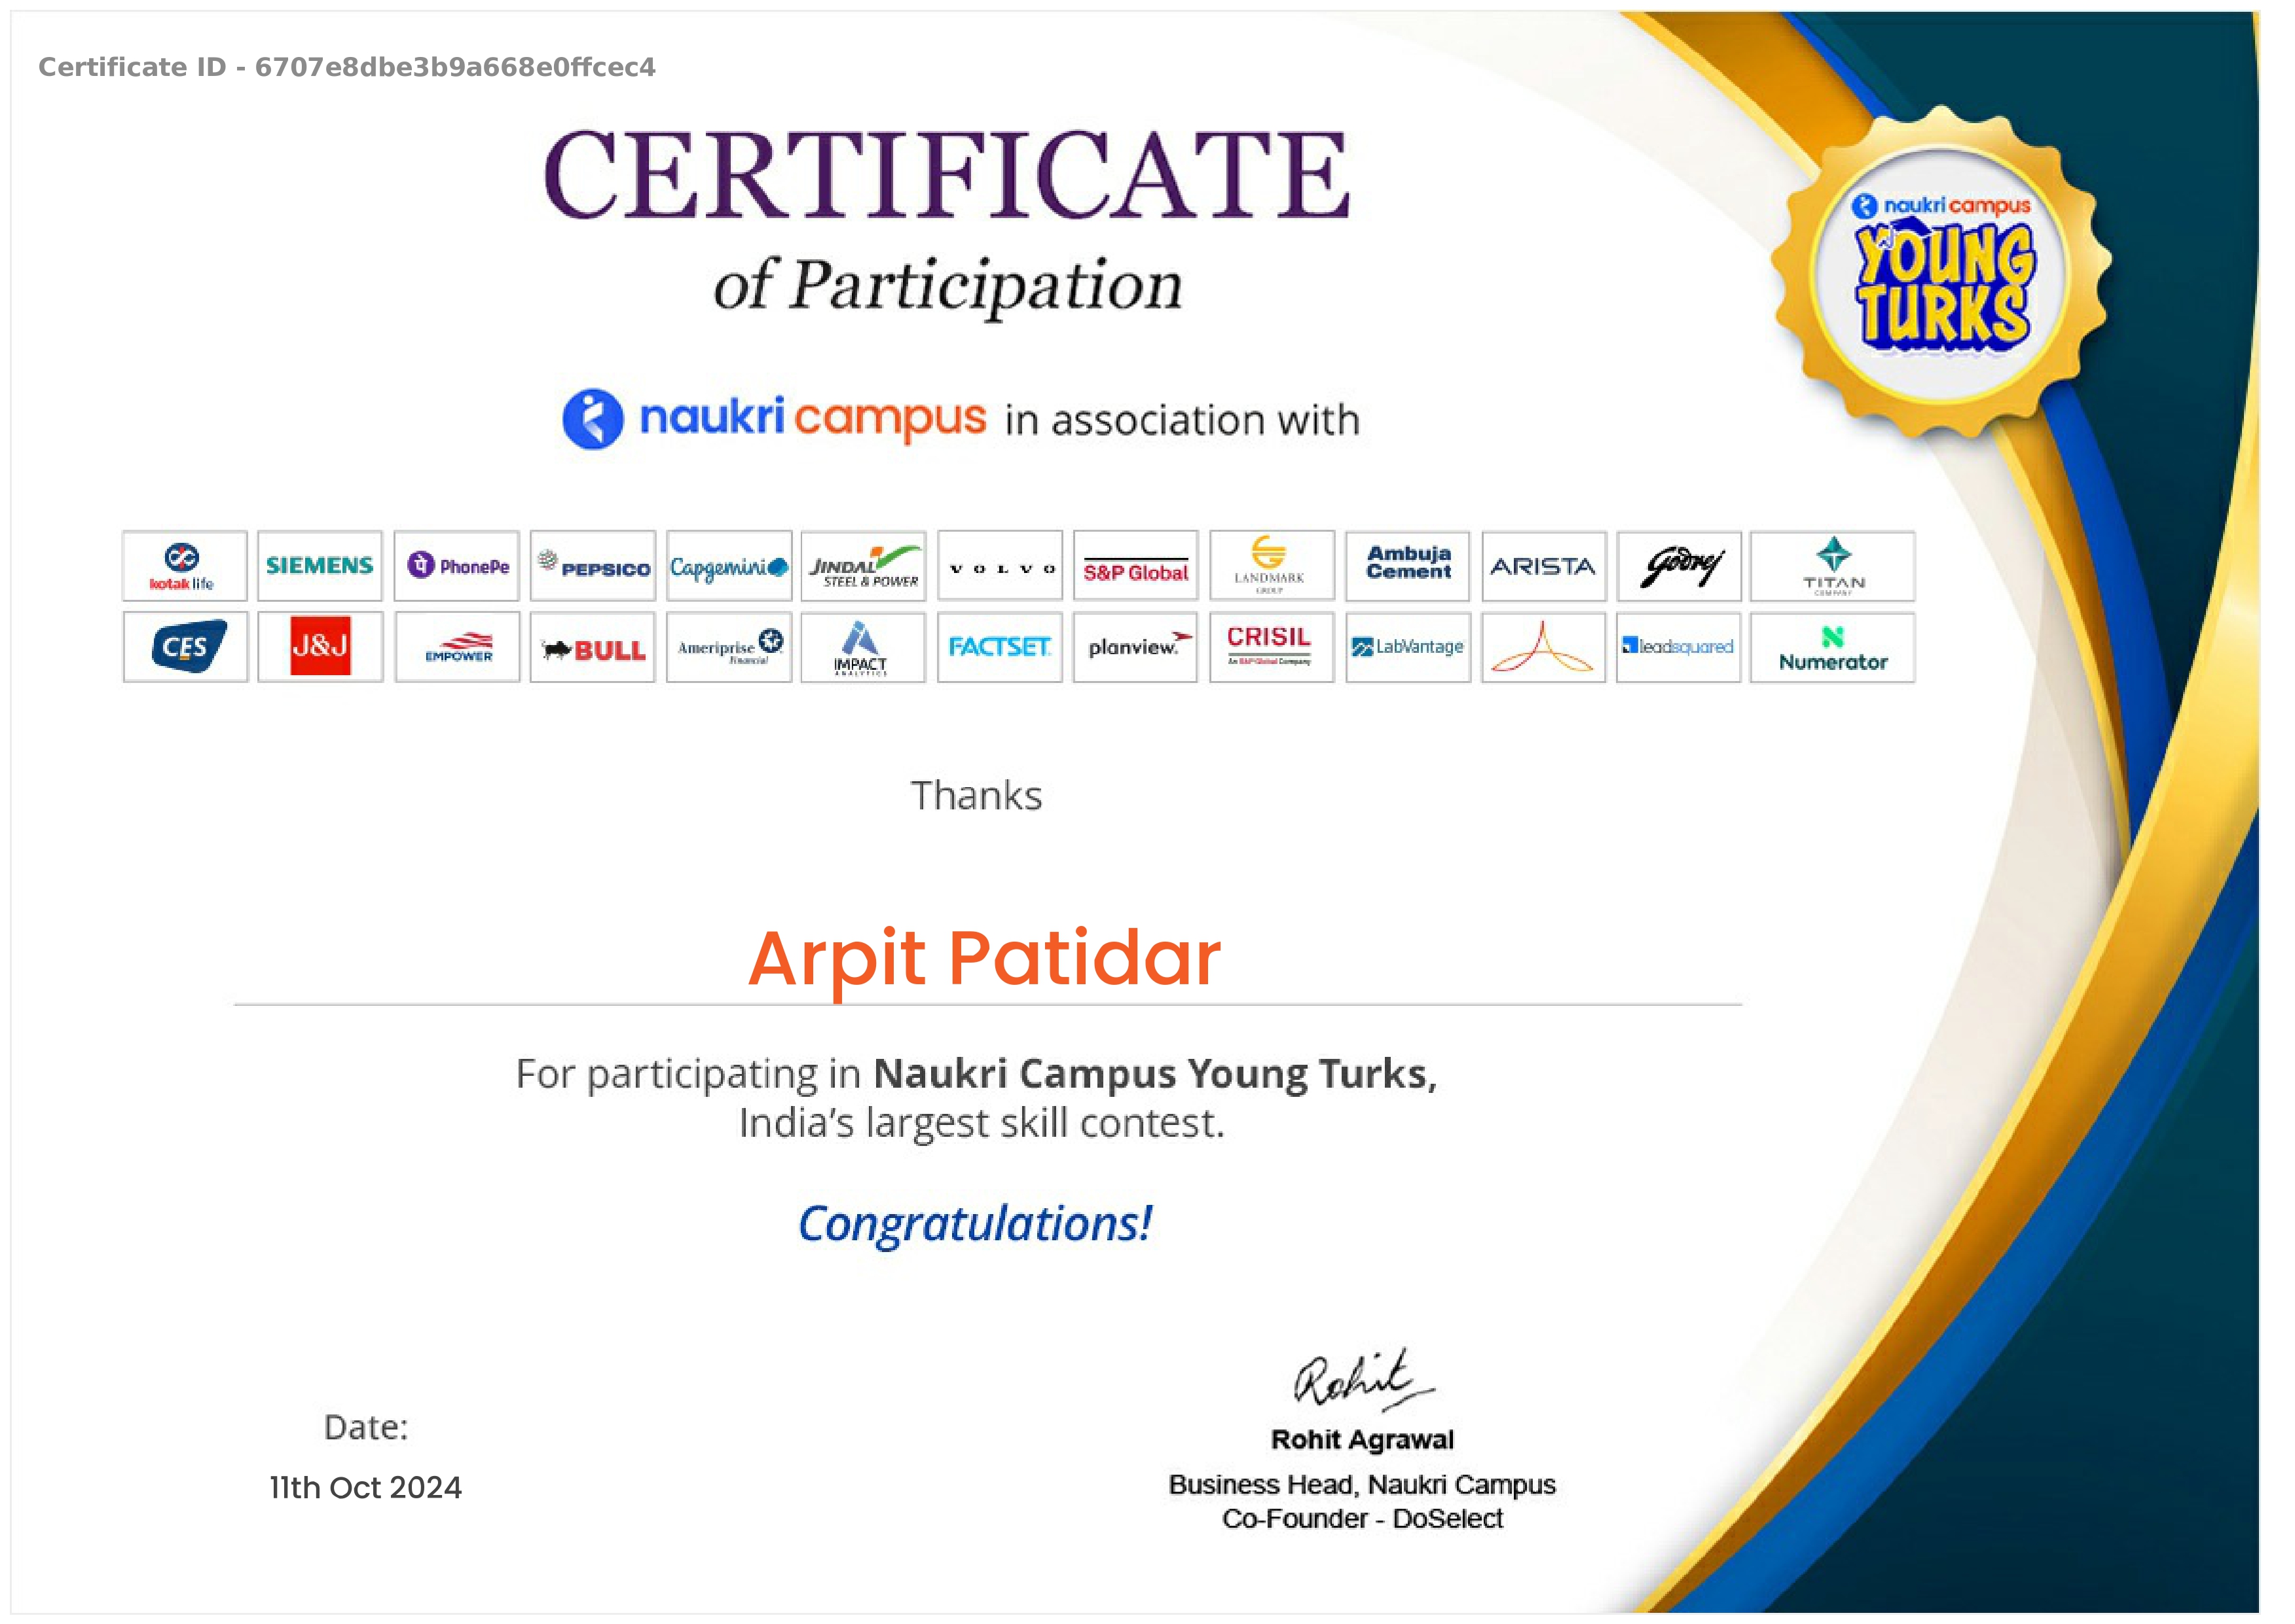 Certificate ID - 6707e8dbe3b9a668e0ffcec4
CERTIFICATE
of Participation
naukri campus
YOUNG
TURKS
naukri campus in association with
kotak life
SIEMENS
PhonePe
PEPSICO
Capgemini
JINDAL
STEEL & POWER
VOLVO
S&P Global
LANDMARK
GROUP
Ambuja
Cement
ARISTA
Godrej
TITAN
COMPANY
CES
J&J
EMPOWER
BULL
Ameriprise
Financial
IMPACT
ANALYTICS
FACTSET
planview.
CRISIL
An S&P Global Company
LabVantage
leadsquared
Numerator
Thanks
Arpit Patidar
For participating in Naukri Campus Young Turks,
India's largest skill contest.
Congratulations!
Rohit
Date:
Rohit Agrawal
11th Oct 2024
Business Head, Naukri Campus
Co-Founder - DoSelect